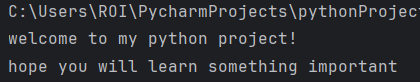 C:\Users\ROI\PycharmProjects\pythonProjec
welcome to my python project!
hope you will learn something important